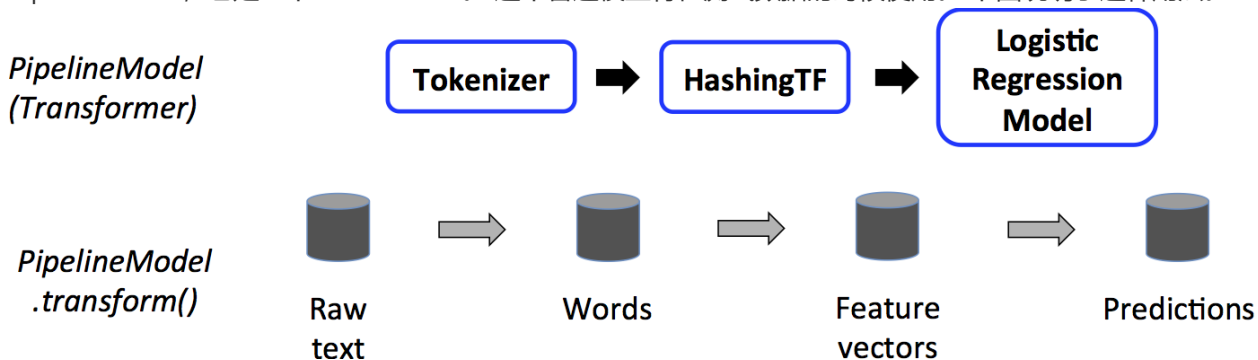 PipelineModel
(Transformer)
Tokenizer
HashingTF
Logistic
Regression
Model
PipelineModel
.transform()
Raw
text
Words
Feature
vectors
Predictions